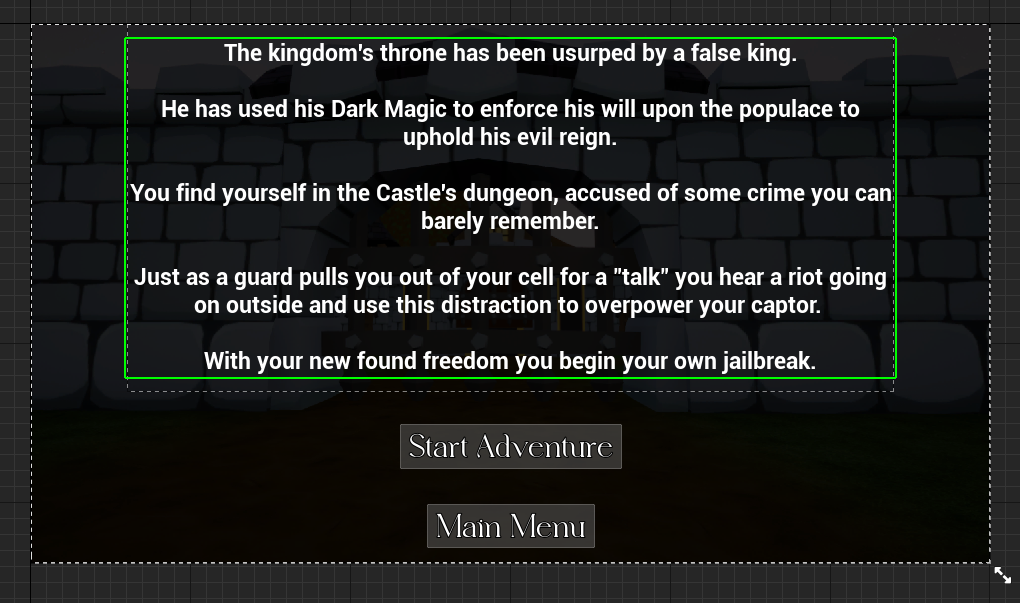 The kingdom's throne has been usurped by a false king.
He has used his Dark Magic to enforce his will upon the populace to
uphold his evil reign.
You find yourself in the Castle's dungeon, accused of some crime you can
barely remember.
Just as a guard pulls you out of your cell for a "talk" you hear a riot going
on outside and use this distraction to overpower your captor.
With your new found freedom you begin your own jailbreak.
Start Adventure
Main Menu